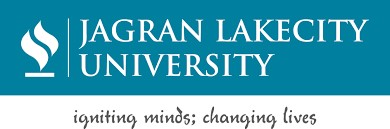 JAGRAN LAKECITY
UNIVERSITY
igniting minds; changing lives